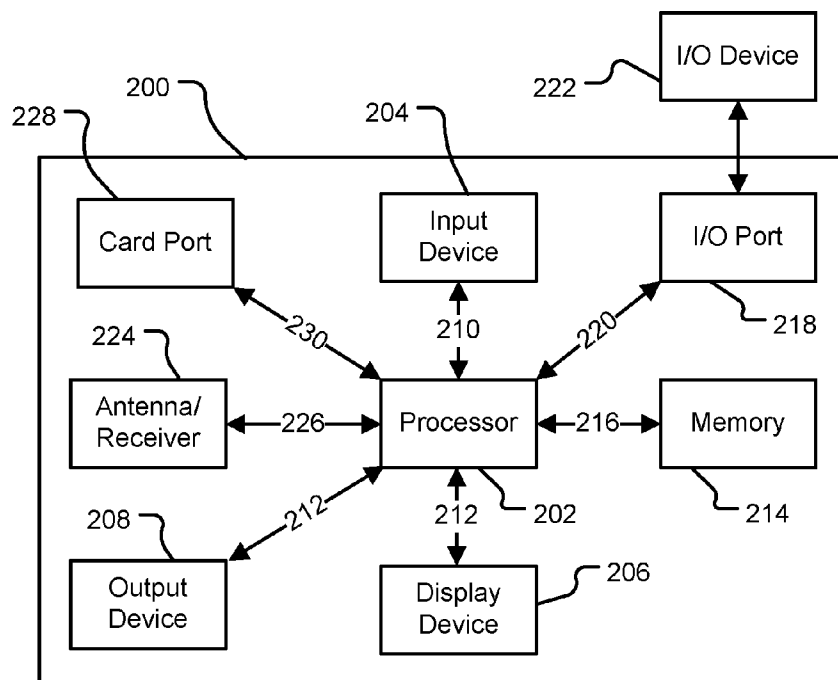 I/O Device
222
200
228
204
Card Port
Input
Device
I/O Port
218
230
210
220
224
Antenna/
Receiver
226
Processor
216
Memory
208
212
212
202
214
Output
Device
Display
Device
206